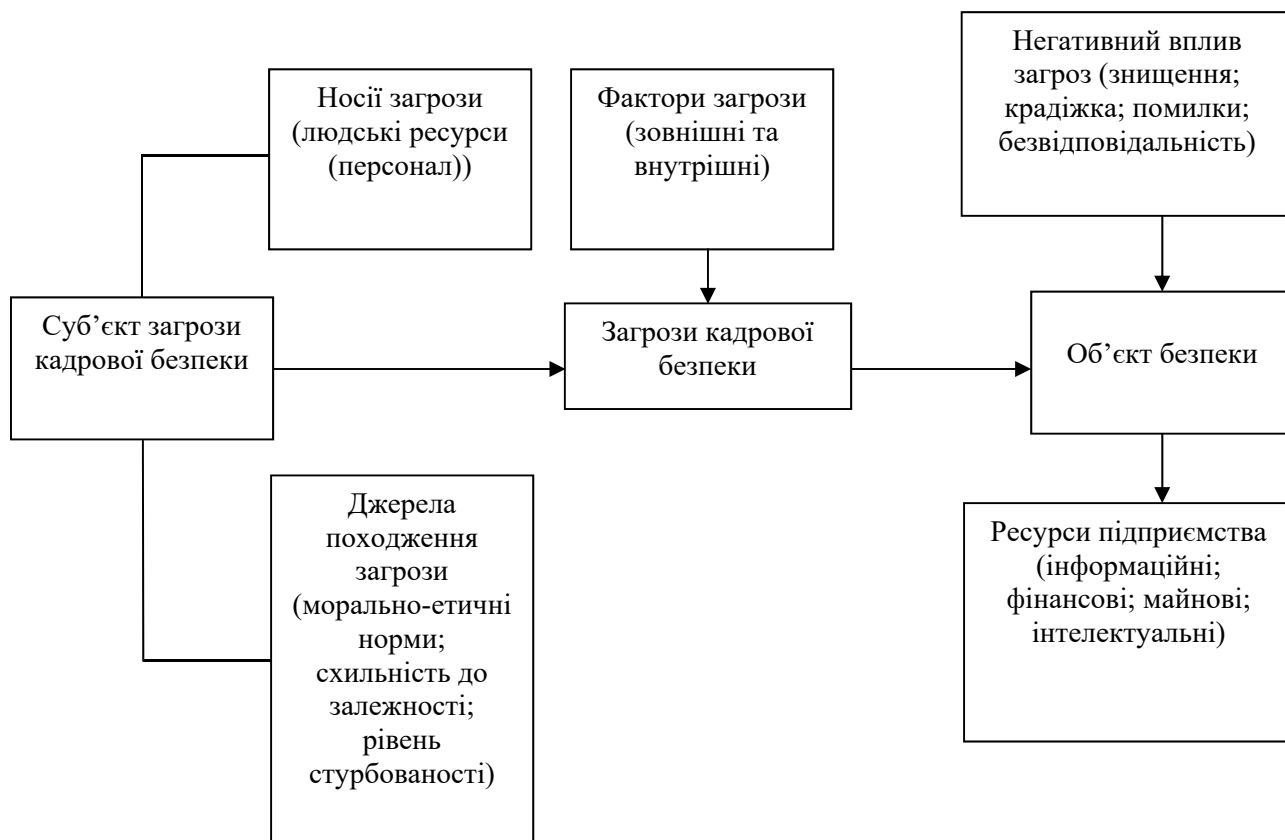 Носії загрози
(людські ресурси
(персонал))
Фактори загрози
(зовнішні та
внутрішні)
Негативний вплив
загроз (знищення;
крадіжка; помилки;
безвідповідальність)
Суб’єкт загрози
кадрової безпеки
Загрози кадрової
безпеки
Об’єкт безпеки
Джерела
походження
загрози
(морально-етичні
норми;
схильність до
залежності;
рівень
стурбованості)
Ресурси підприємства
(інформаційні;
фінансові; майнові;
інтелектуальні)